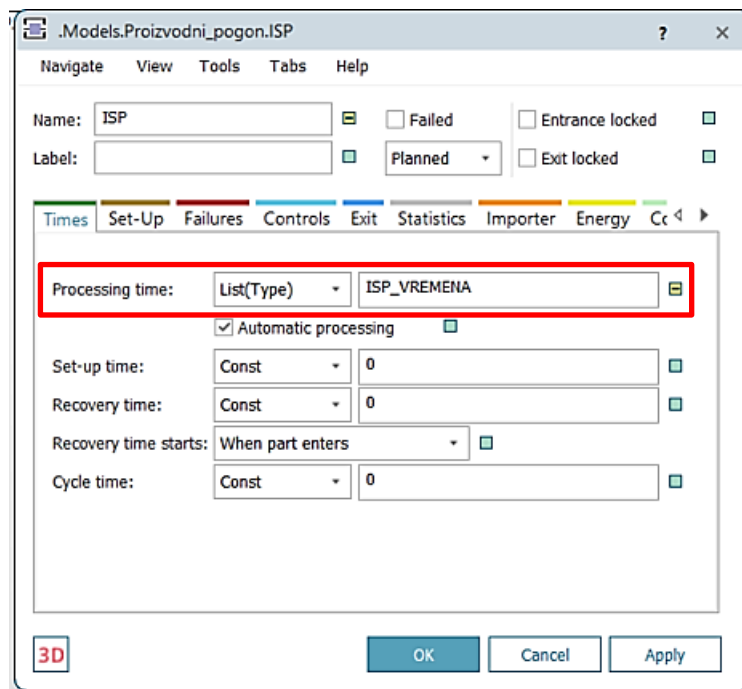 .Models.Proizvodni_pogon.ISP ? ×
Navigate View Tools Tabs Help
Name: ISP Failed Entrance locked
Label: Planned Exit locked
Times Set-Up Failures Controls Exit Statistics Importer Energy Cc
Processing time: List(Type) ISP_VREMENA
Automatic processing
Set-up time: Const 0
Recovery time: Const 0
Recovery time starts: When part enters
Cycle time: Const 0
3D OK Cancel Apply